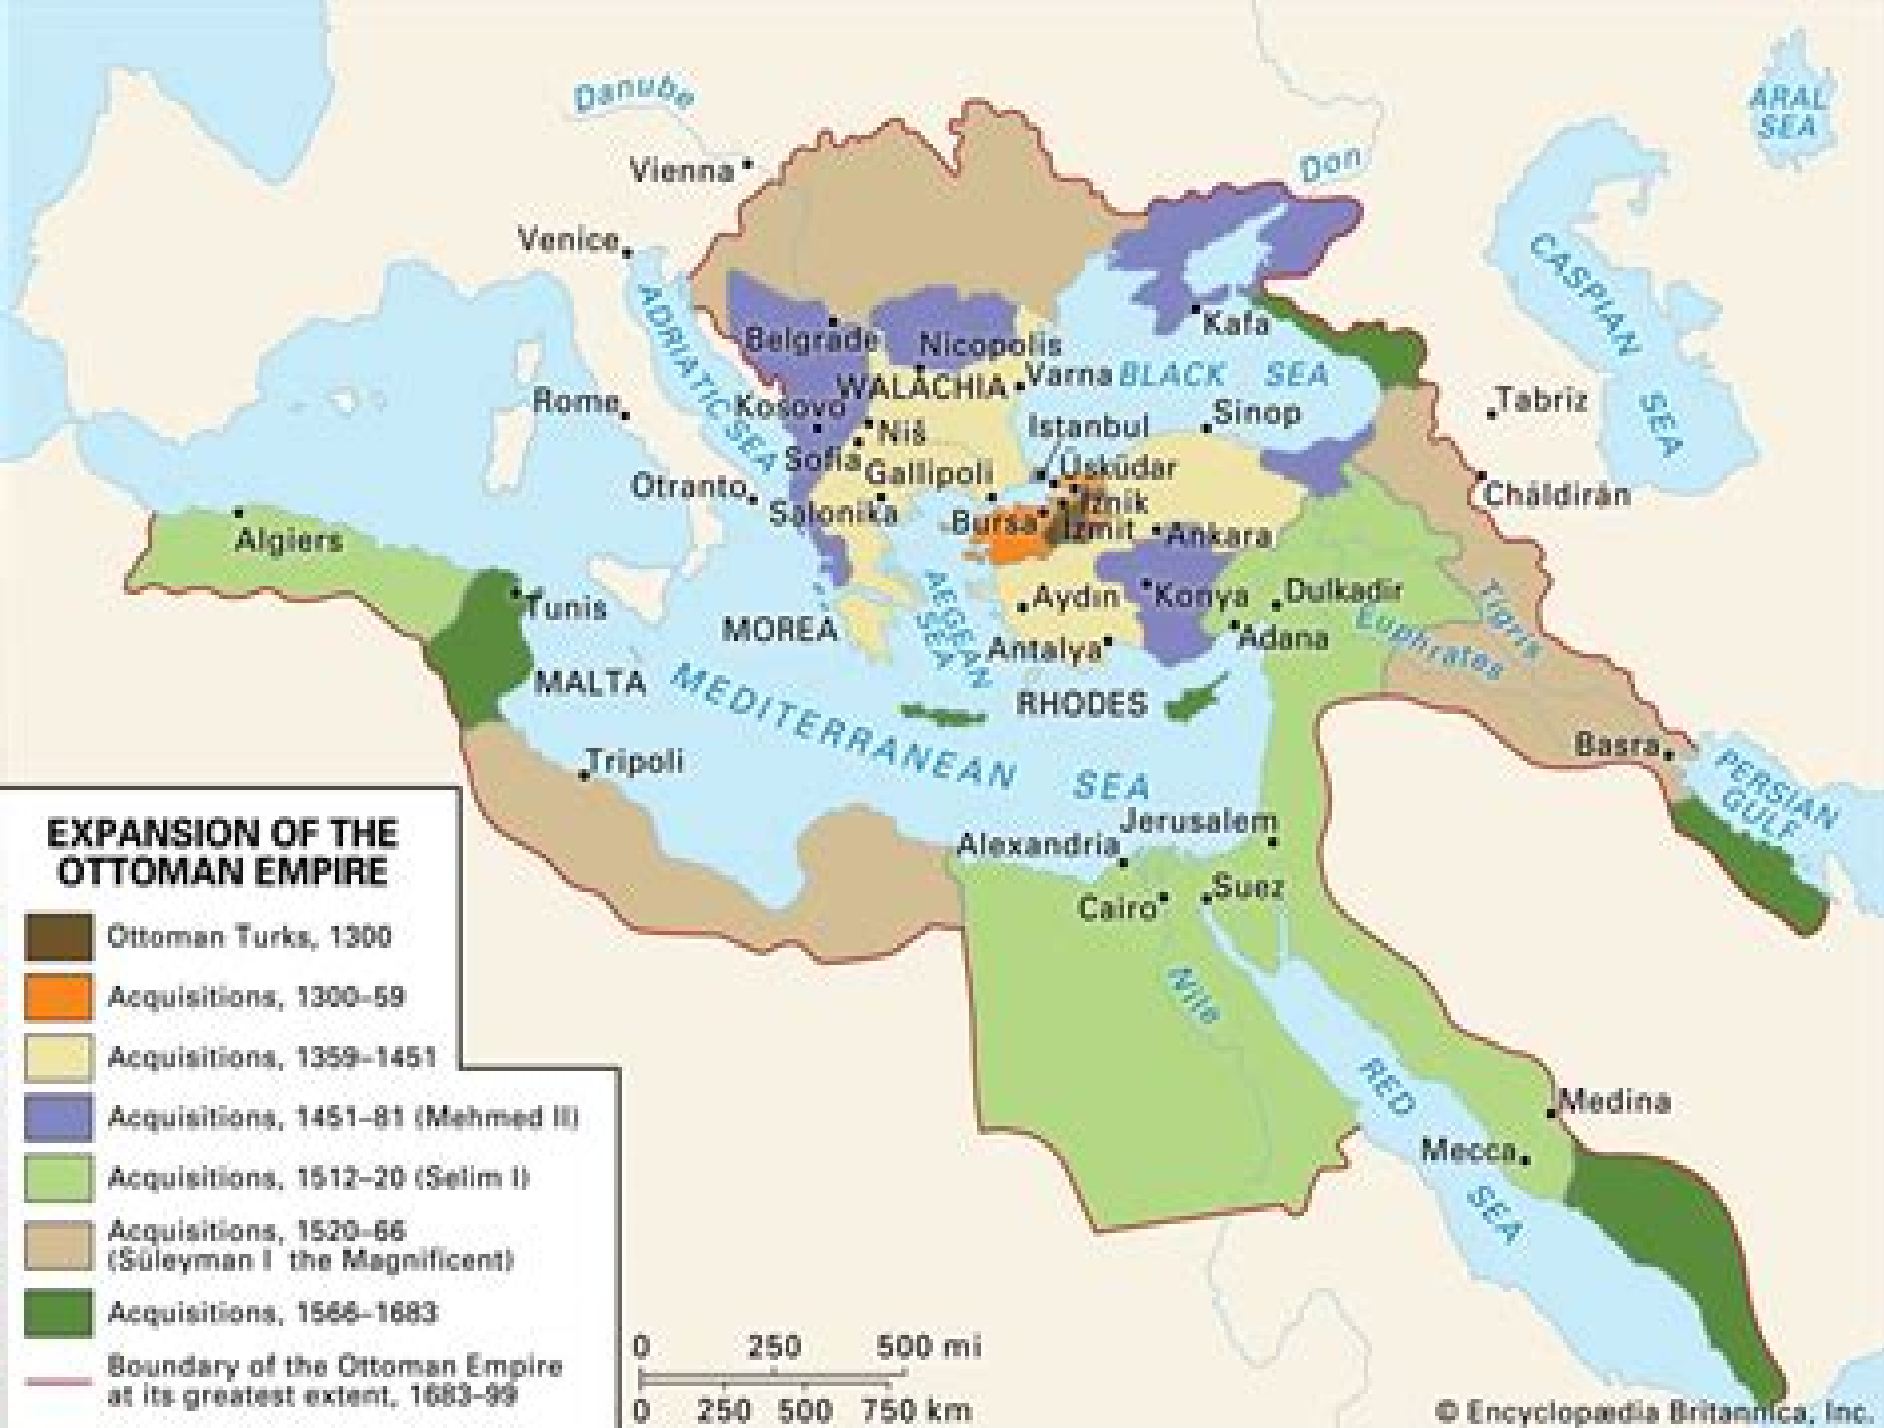 ARAL
SEA
Danube
Vienna
Don
Venice
CASPIAN
SEA
ADRIATIC SEA
Belgrade
Nicopolis
Kafa
WALACHIA
Varna
BLACK SEA
Rome
Kosovo
Tabriz
Sinop
Niš
Istanbul
Sofia
Gallipoli
Üsküdar
Otranto
Salonika
İznik
Chāldirān
Bursa
İzmit
Ankara
Algiers
AEGEAN
SEA
Tunis
Aydın
Konya
Dulkadir
Tigris
Euphrates
MOREA
Antalya
Adana
MALTA
MEDITERRANEAN SEA
RHODES
Basra
Tripoli
PERSIAN
GULF
Jerusalem
Alexandria
Cairo
Suez
Nile
RED
SEA
Medina
Mecca
EXPANSION OF THE
OTTOMAN EMPIRE
Ottoman Turks, 1300
Acquisitions, 1300–59
Acquisitions, 1359–1451
Acquisitions, 1451–81 (Mehmed II)
Acquisitions, 1512–20 (Selim I)
Acquisitions, 1520–66
(Süleyman I the Magnificent)
Acquisitions, 1566–1683
Boundary of the Ottoman Empire
at its greatest extent, 1683–99
0 250 500 mi
0 250 500 750 km
© Encyclopædia Britannica, Inc.